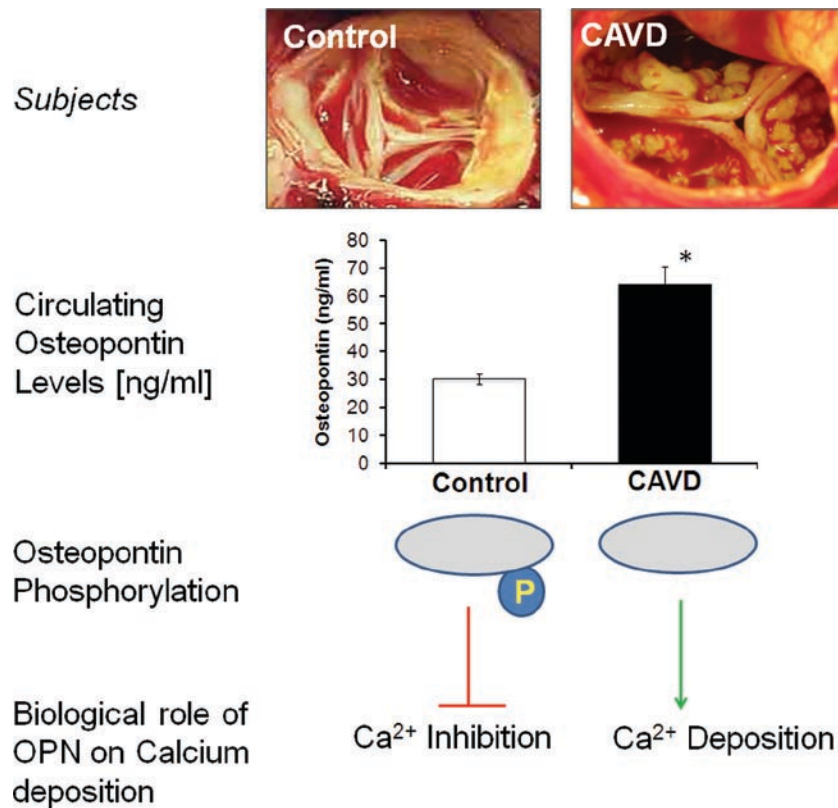 Control
CAVD
Subjects
Circulating
Osteopontin
Levels [ng/ml]
Osteopontin (ng/ml)
80
70
60
50
40
30
20
10
0
*
Control
CAVD
Osteopontin
Phosphorylation
P
Biological role of
OPN on Calcium
deposition
Ca²⁺ Inhibition
Ca²⁺ Deposition